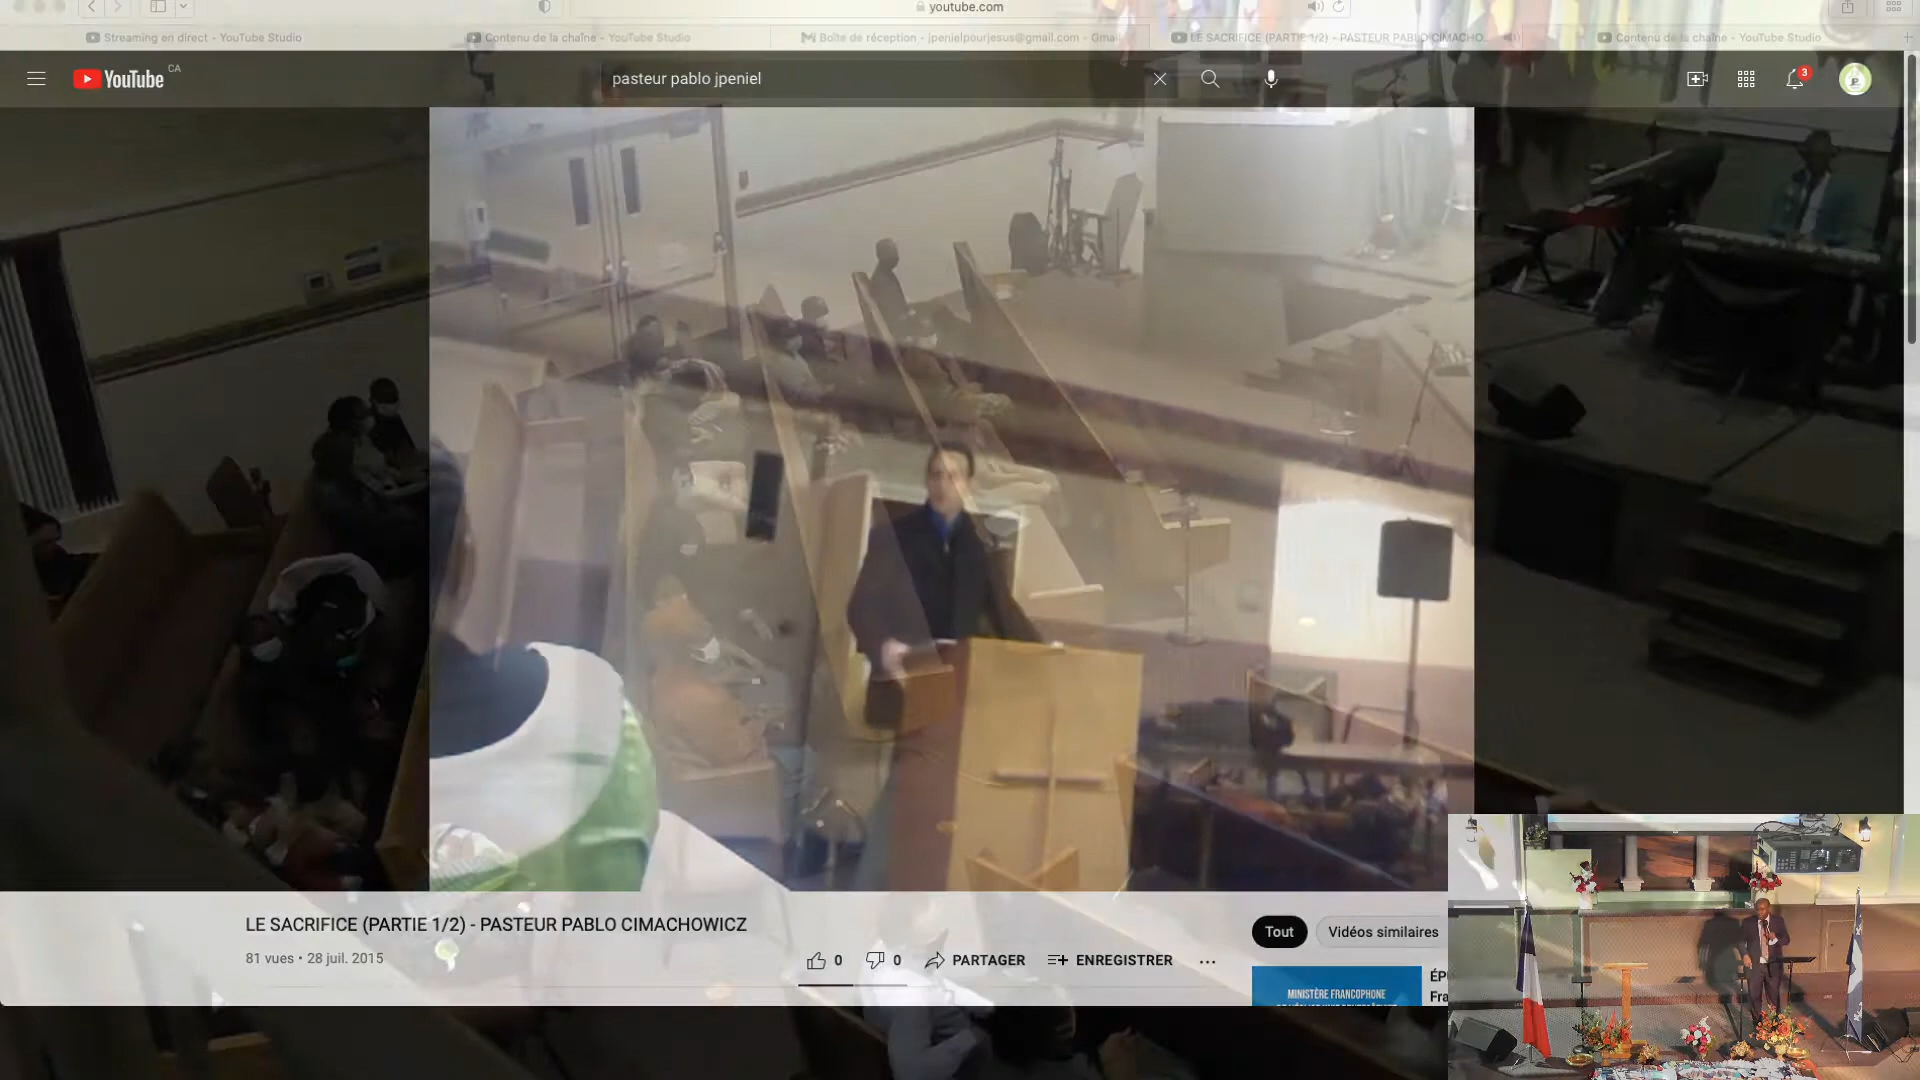 youtube.com
Streaming en direct - YouTube Studio
Contenu de la chaîne - YouTube Studio
Boîte de réception - jpenielpourjesus@gmail.com - Gmai
LE SACRIFICE (PARTIE 1/2) - PASTEUR PABLO CIMACHO...
Contenu de la chaîne - YouTube Studio
YouTube CA
pasteur pablo jpeniel
3
LE SACRIFICE (PARTIE 1/2) - PASTEUR PABLO CIMACHOWICZ
81 vues • 28 juil. 2015
0
0
PARTAGER
ENREGISTRER
Tout
Vidéos similaires
MINISTÈRE FRANCOPHONE
ÉP
Fra